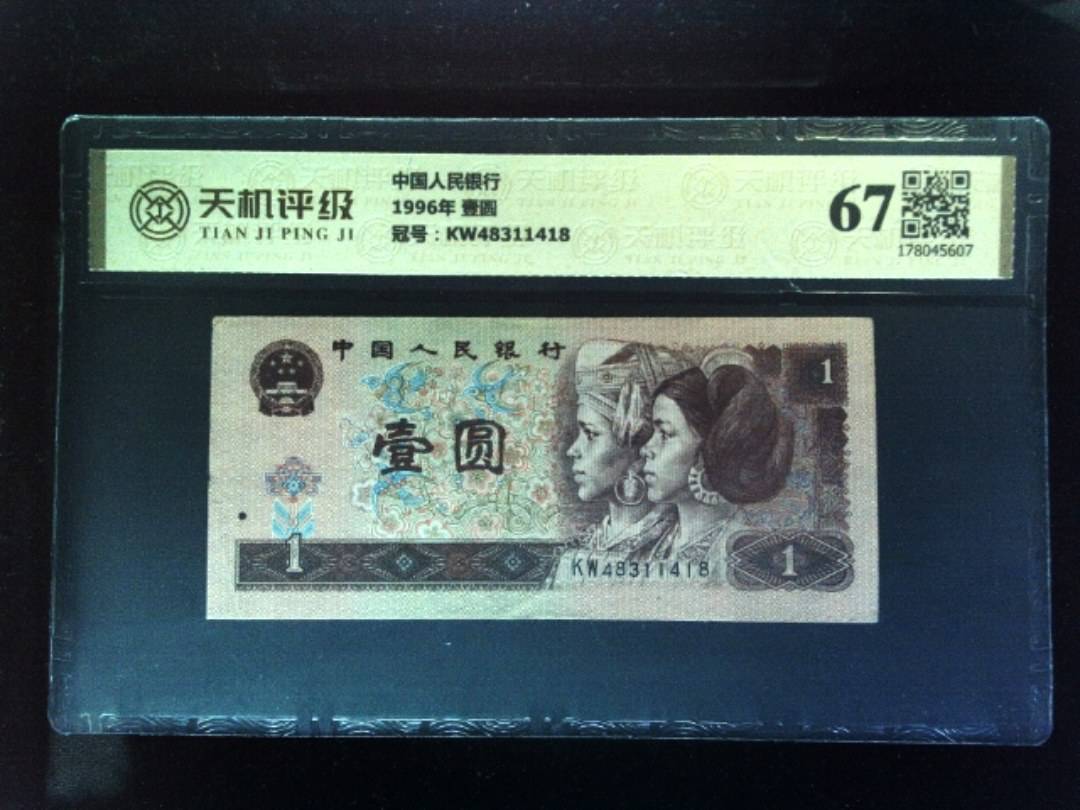 天机评级
TIAN JI PING JI
中国人民银行
1996年 壹圆
冠号：KW48311418
67
178045607
中国人民银行
1
壹圆
1
KW48311418
1